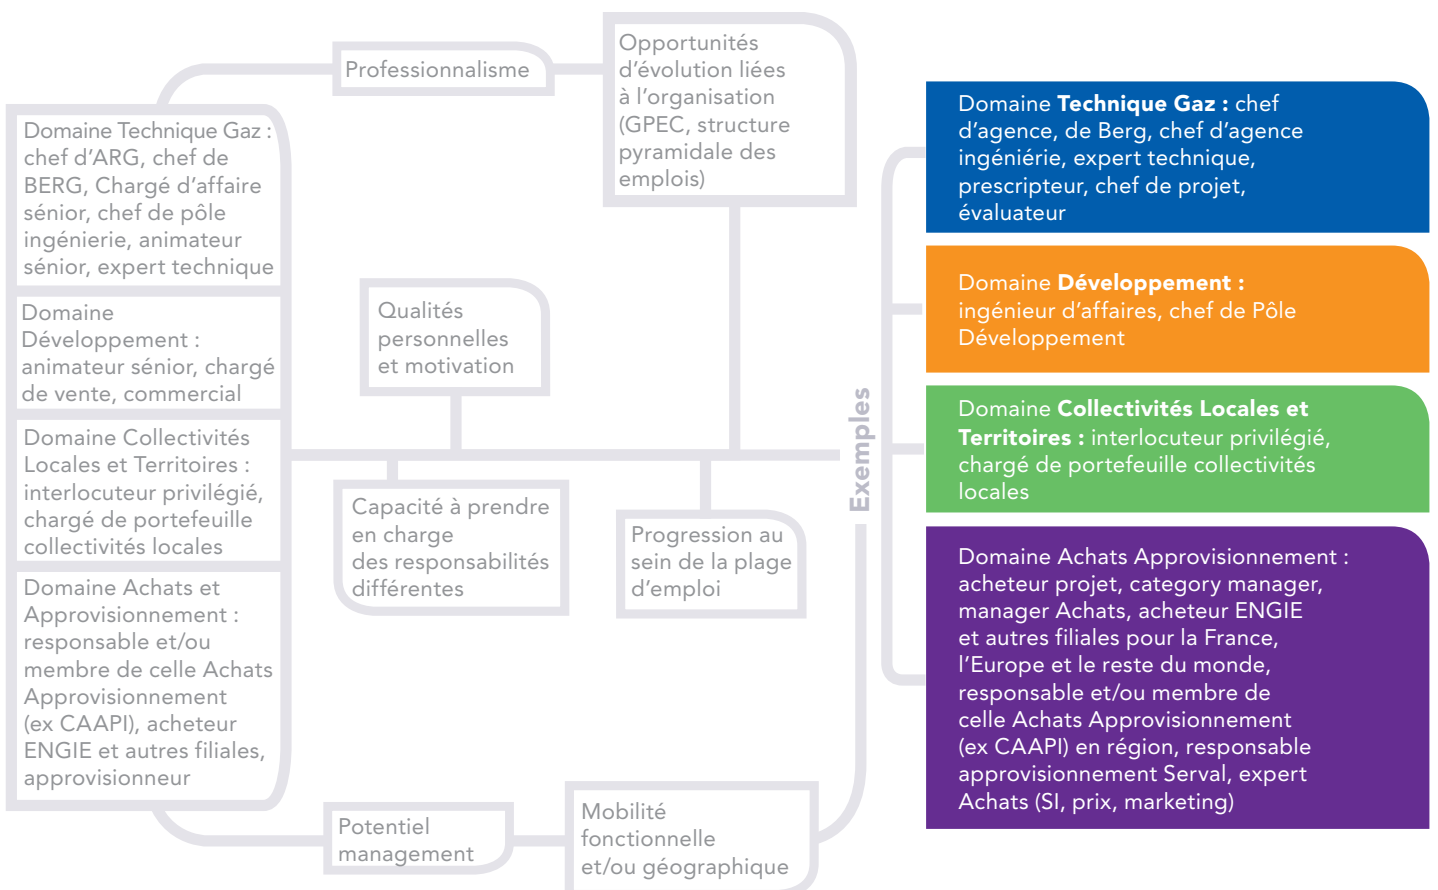 Professionnalisme
Opportunités
d’évolution liées
à l’organisation
(GPEC, structure
pyramidale des
emplois)
Domaine Technique Gaz :
chef d’ARG, chef de
BERG, Chargé d’affaire
sénior, chef de pôle
ingénierie, animateur
sénior, expert technique
Domaine
Développement :
animateur sénior, chargé
de vente, commercial
Domaine Collectivités
Locales et Territoires :
interlocuteur privilégié,
chargé de portefeuille
collectivités locales
Domaine Achats et
Approvisionnement :
responsable et/ou
membre de celle Achats
Approvisionnement
(ex CAAPI), acheteur
ENGIE et autres filiales,
approvisionneur
Qualités
personnelles
et motivation
Capacité à prendre
en charge
des responsabilités
différentes
Progression au
sein de la plage
d’emploi
Potentiel
management
Mobilité
fonctionnelle
et/ou géographique
Exemples
Domaine Technique Gaz : chef
d’agence, de Berg, chef d’agence
ingéniérie, expert technique,
prescripteur, chef de projet,
évaluateur
Domaine Développement :
ingénieur d’affaires, chef de Pôle
Développement
Domaine Collectivités Locales et
Territoires : interlocuteur privilégié,
chargé de portefeuille collectivités
locales
Domaine Achats Approvisionnement :
acheteur projet, category manager,
manager Achats, acheteur ENGIE
et autres filiales pour la France,
l’Europe et le reste du monde,
responsable et/ou membre de
celle Achats Approvisionnement
(ex CAAPI) en région, responsable
approvisionnement Serval, expert
Achats (SI, prix, marketing)